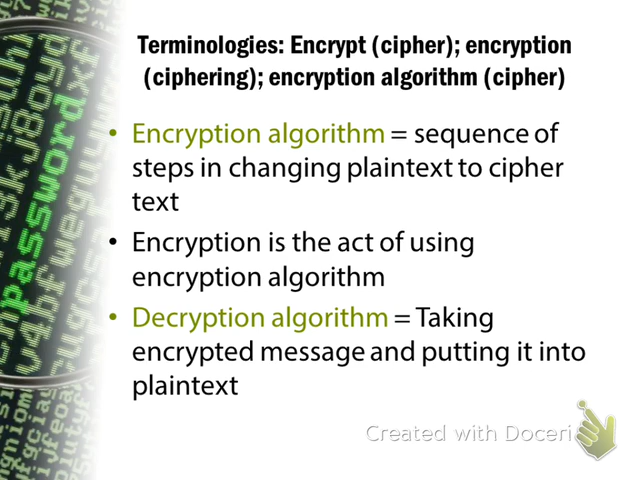 Terminologies: Encrypt (cipher); encryption
(ciphering); encryption algorithm (cipher)
• Encryption algorithm = sequence of
steps in changing plaintext to cipher
text
• Encryption is the act of using
encryption algorithm
• Decryption algorithm = Taking
encrypted message and putting it into
plaintext
Created with Doceri
password